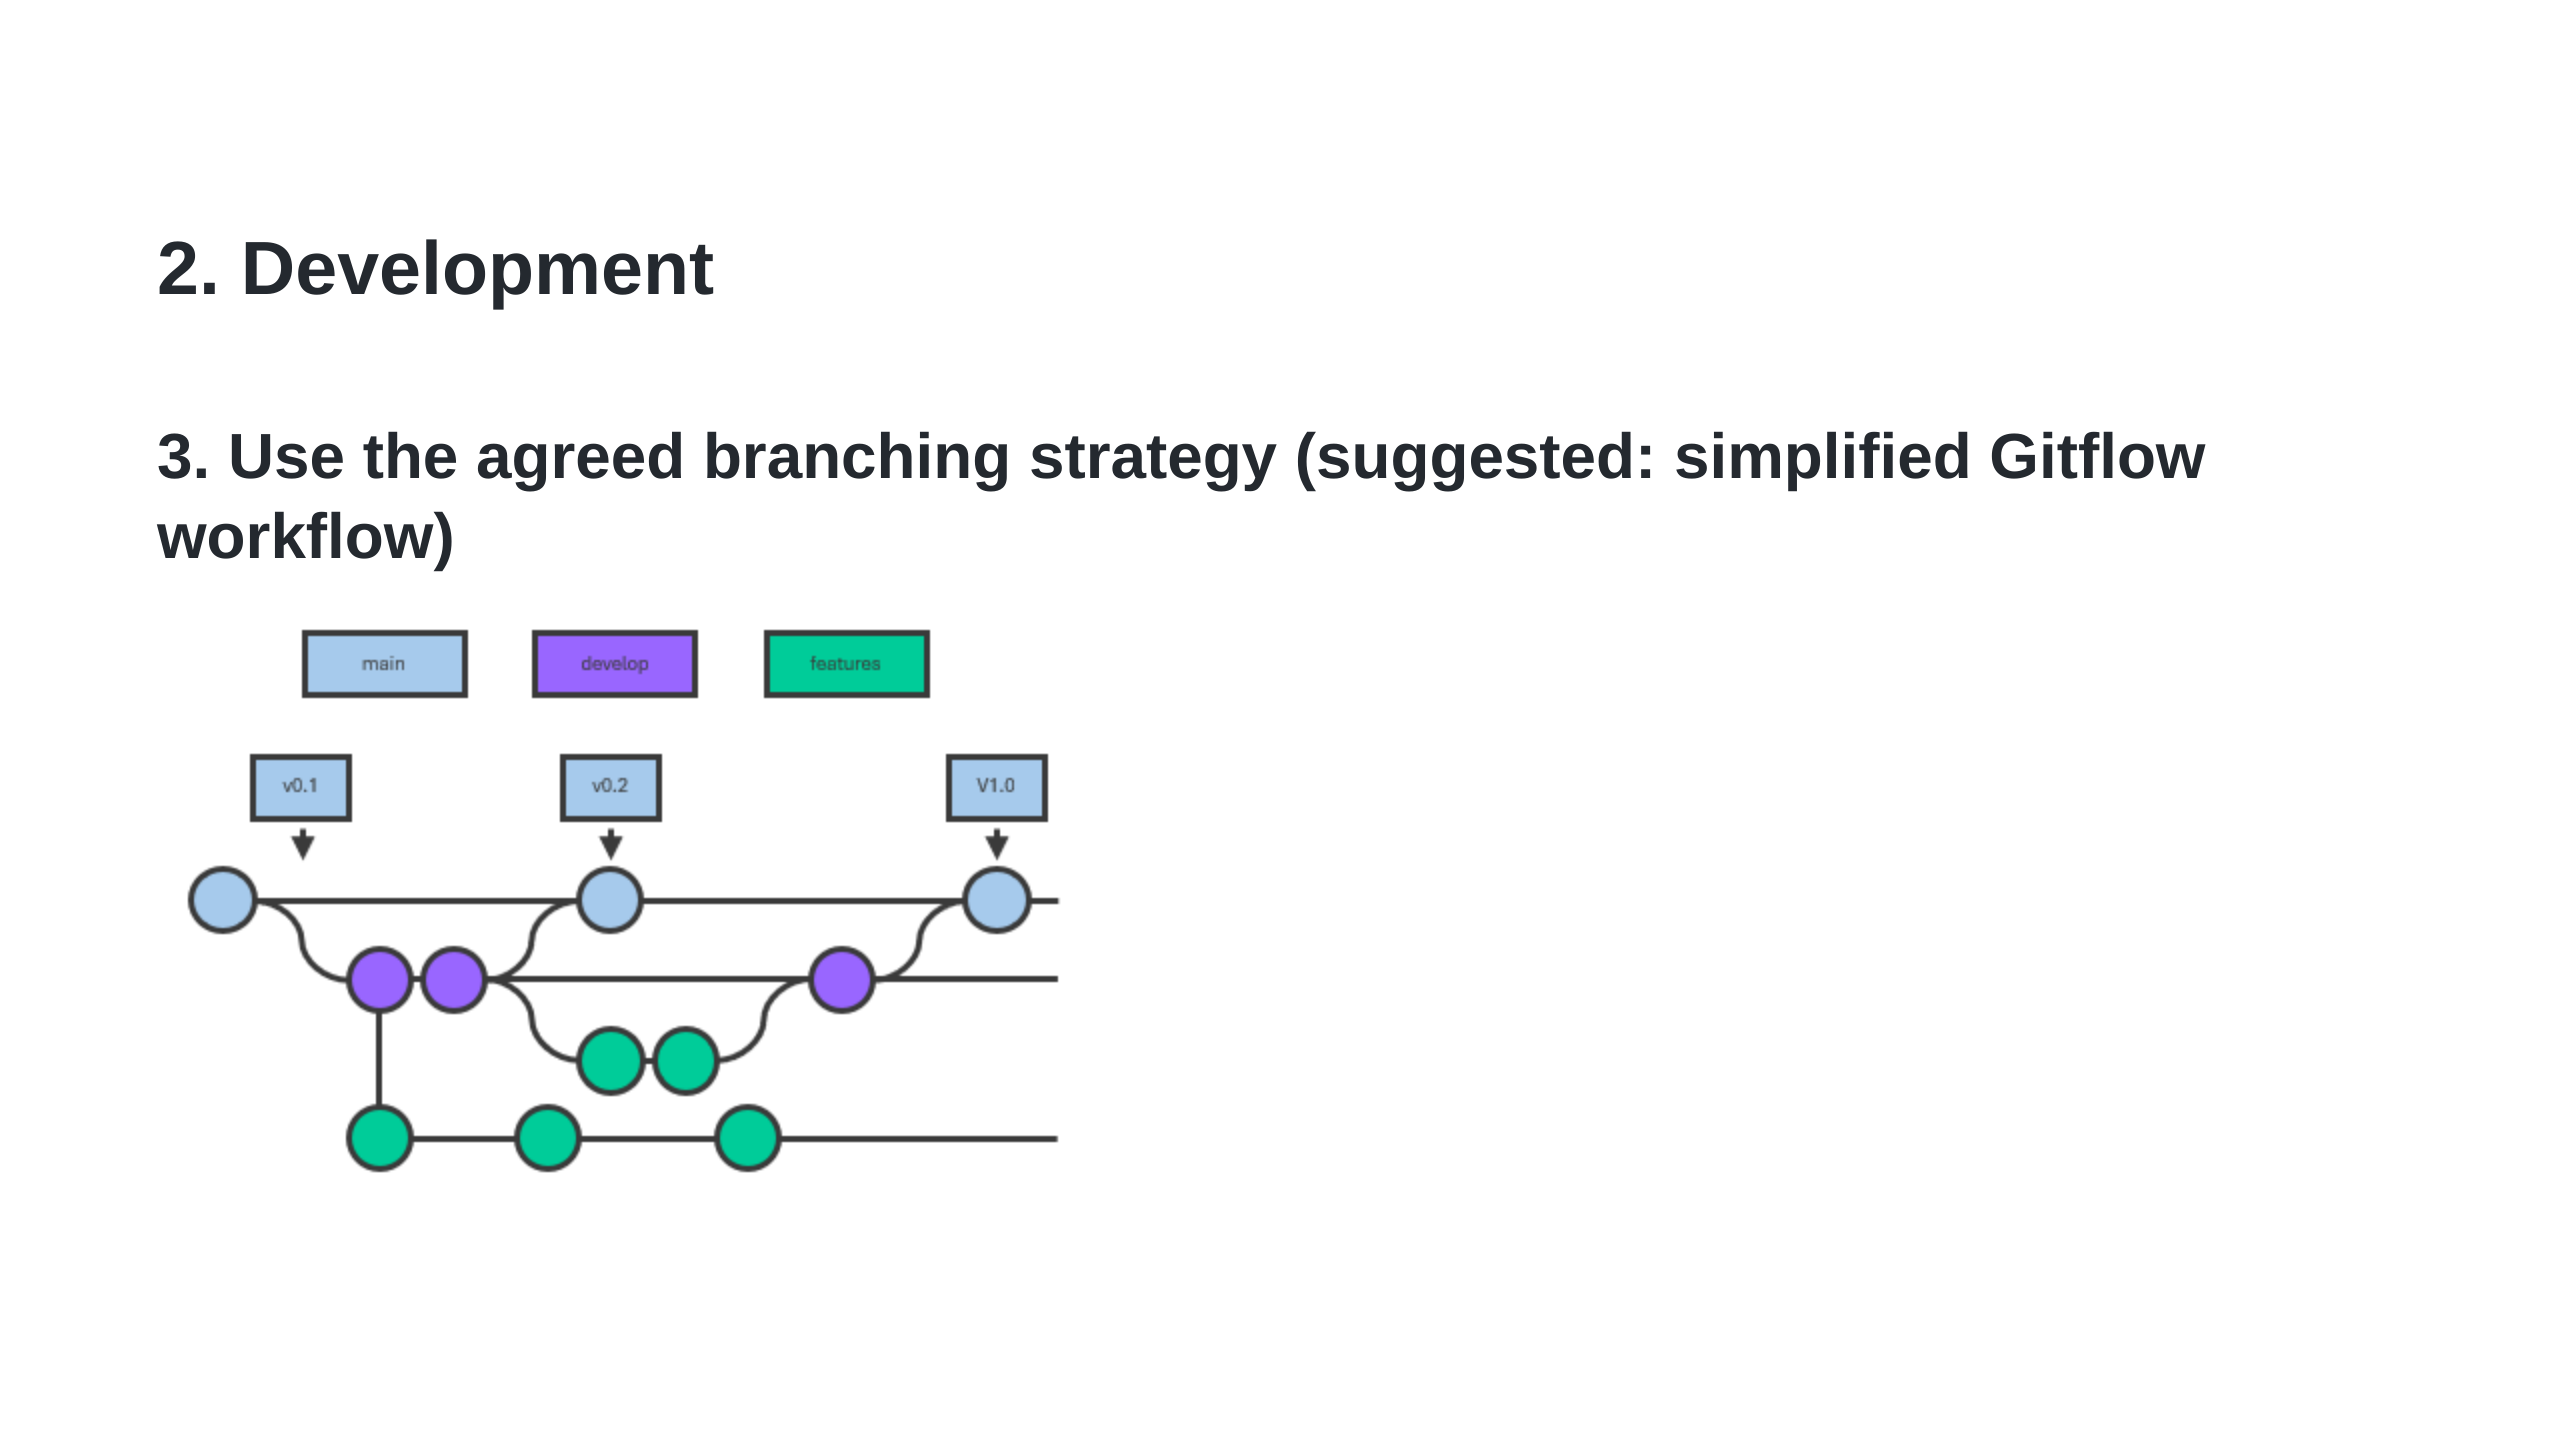 2. Development
3. Use the agreed branching strategy (suggested: simplified Gitflow
workflow)
main develop features
v0.1 v0.2 V1.0